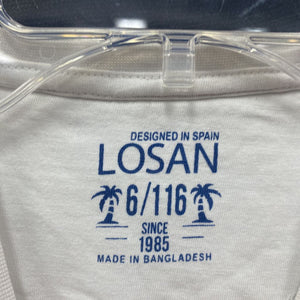 DESIGNED IN SPAIN
LOSAN
6/116
SINCE
1985
MADE IN BANGLADESH